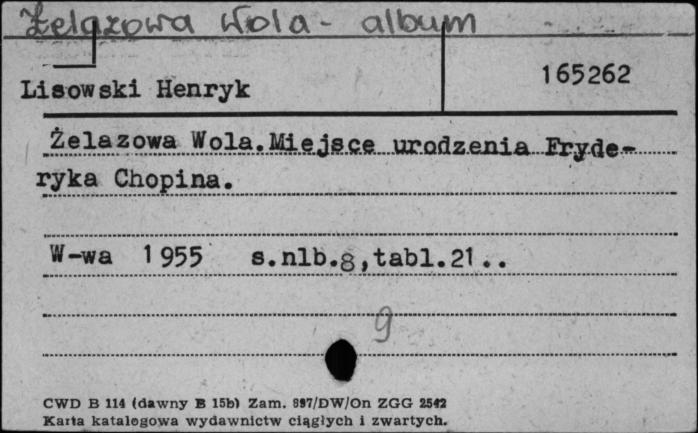 Żelazowa Wola - album
Lisowski Henryk
165262
Żelazowa Wola.Miejsce urodzenia Fryde-
ryka Chopina.
W-wa 1955 s.nlb.8,tabl.21..
9
CWD B 114 (dawny B 15b) Zam. 897/DW/On ZGG 2542
Karta katalogowa wydawnictw ciągłych i zwartych.